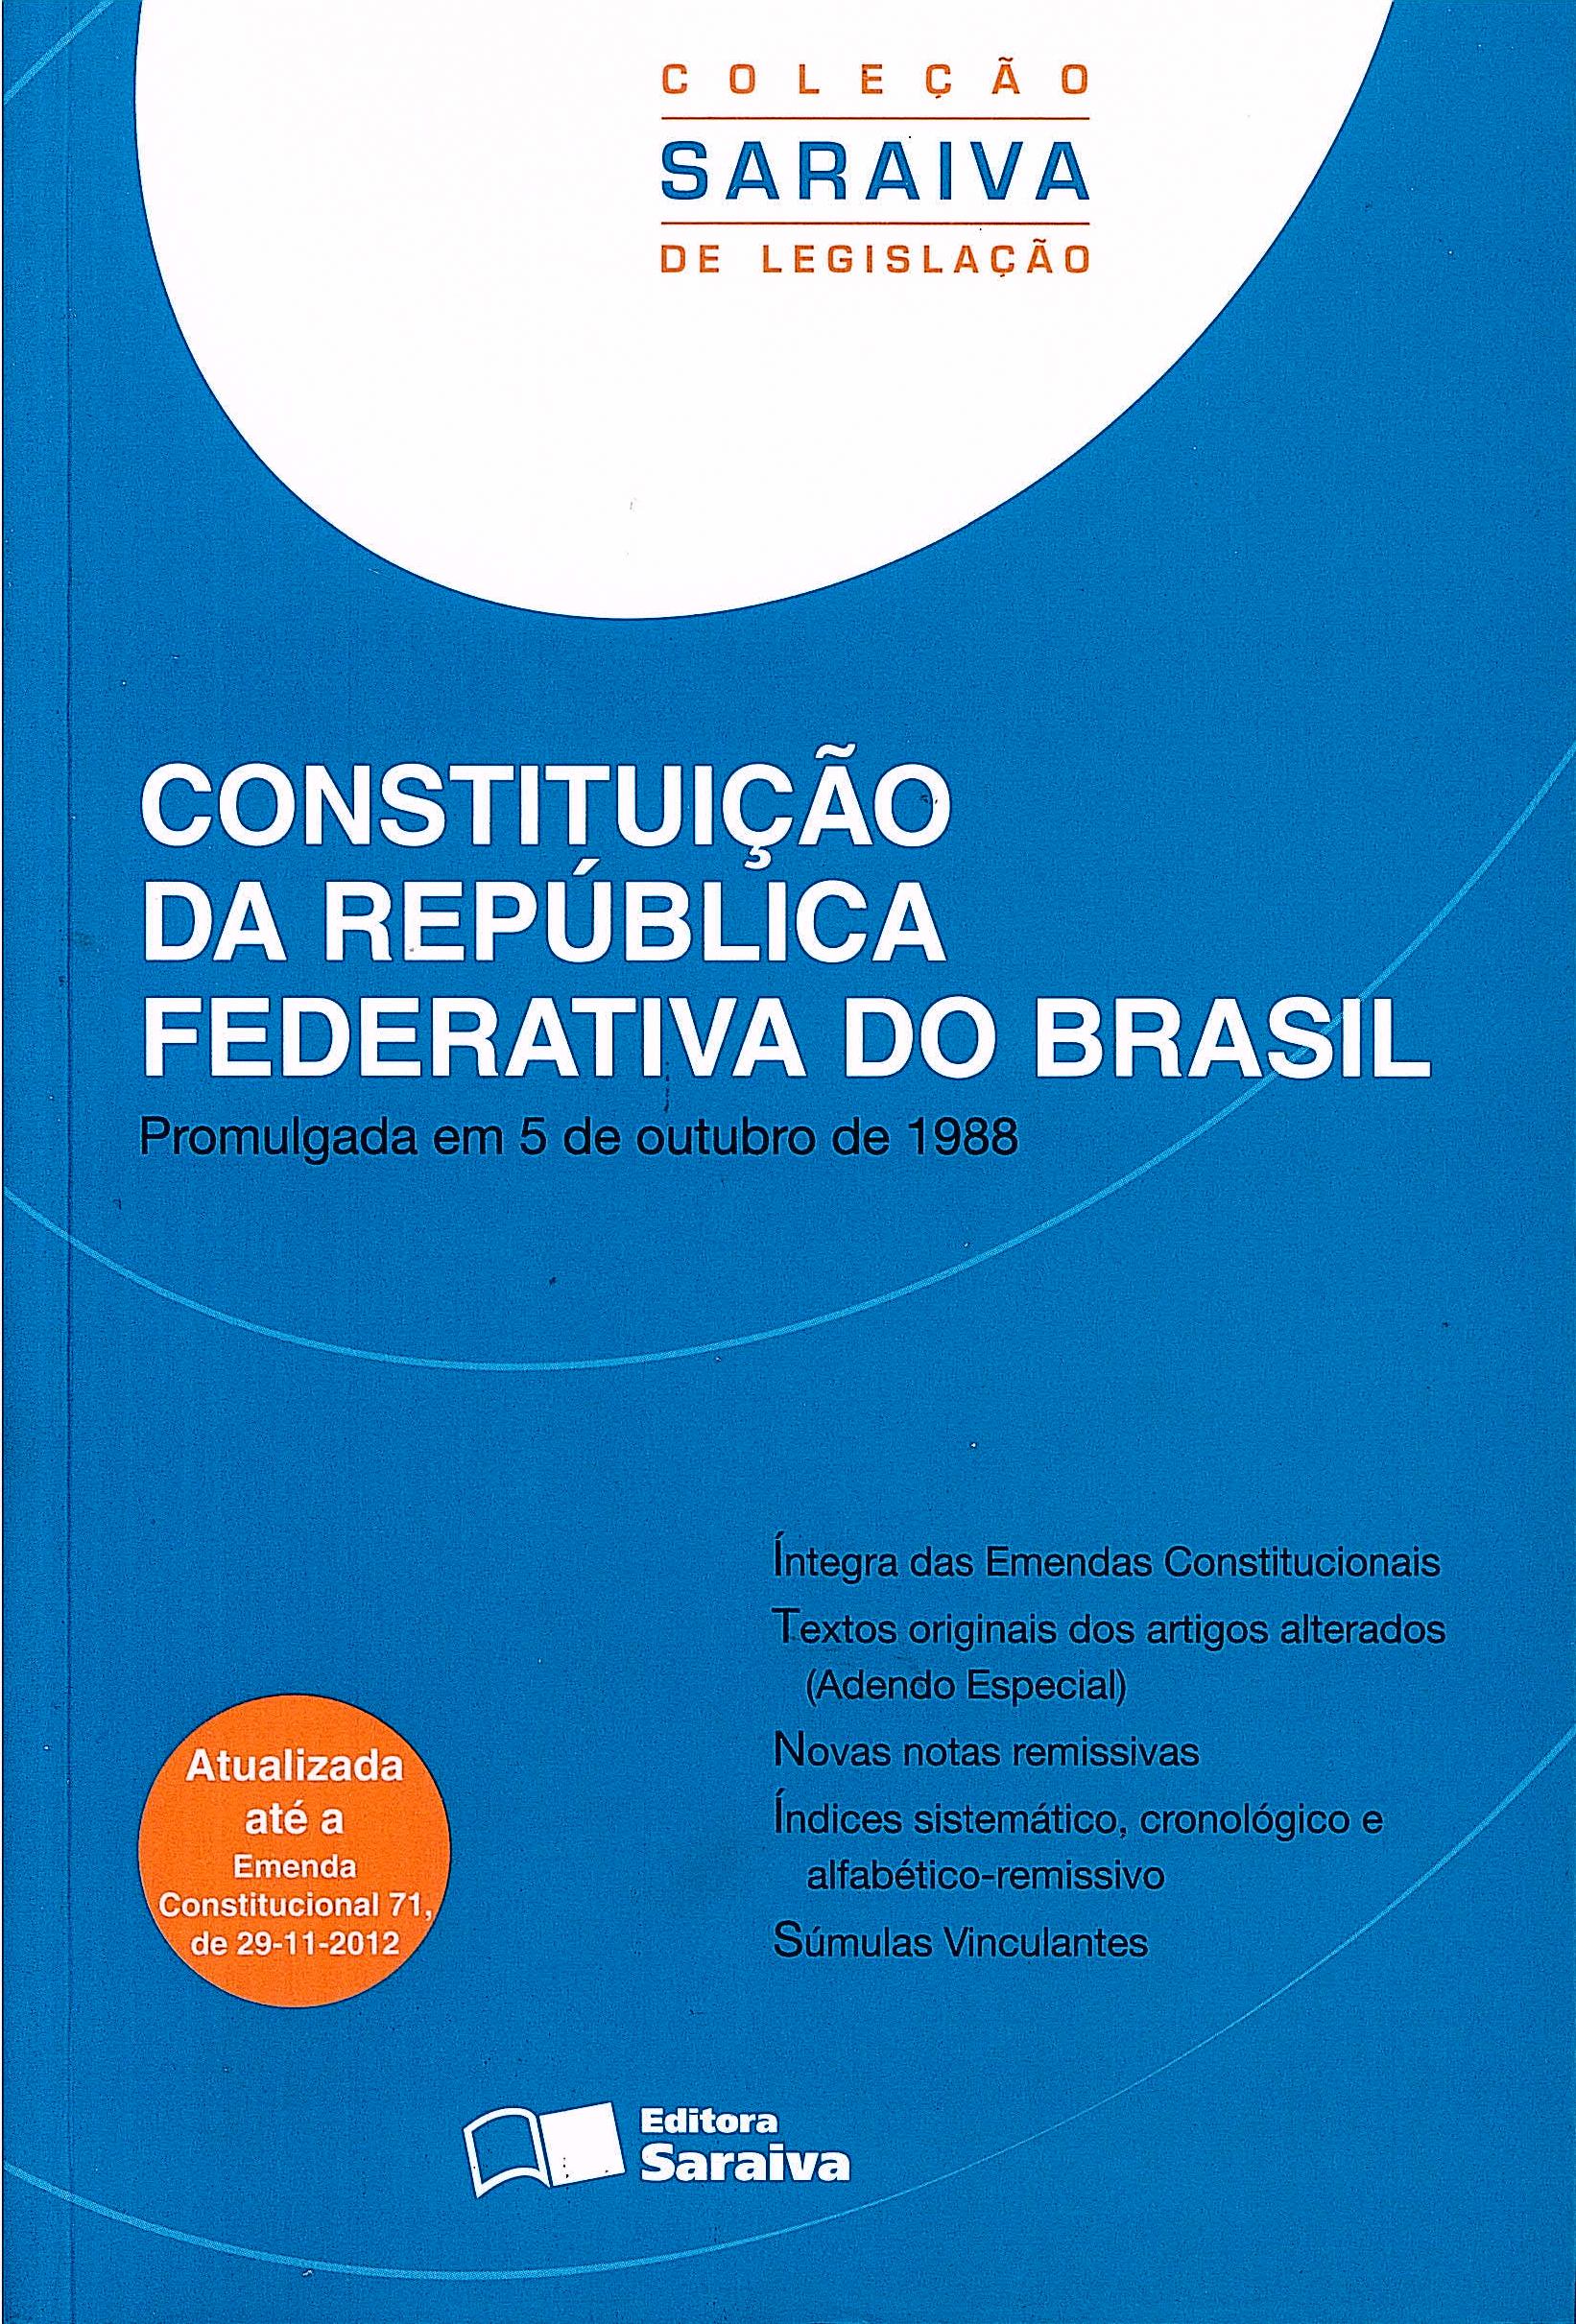 COLEÇÃO
SARAIVA
DE LEGISLAÇÃO
CONSTITUIÇÃO
DA REPÚBLICA
FEDERATIVA DO BRASIL
Promulgada em 5 de outubro de 1988
Íntegra das Emendas Constitucionais
Textos originais dos artigos alterados
(Adendo Especial)
Novas notas remissivas
Índices sistemático, cronológico e
alfabético-remissivo
Súmulas Vinculantes
Atualizada
até a
Emenda
Constitucional 71,
de 29-11-2012
Editora
Saraiva